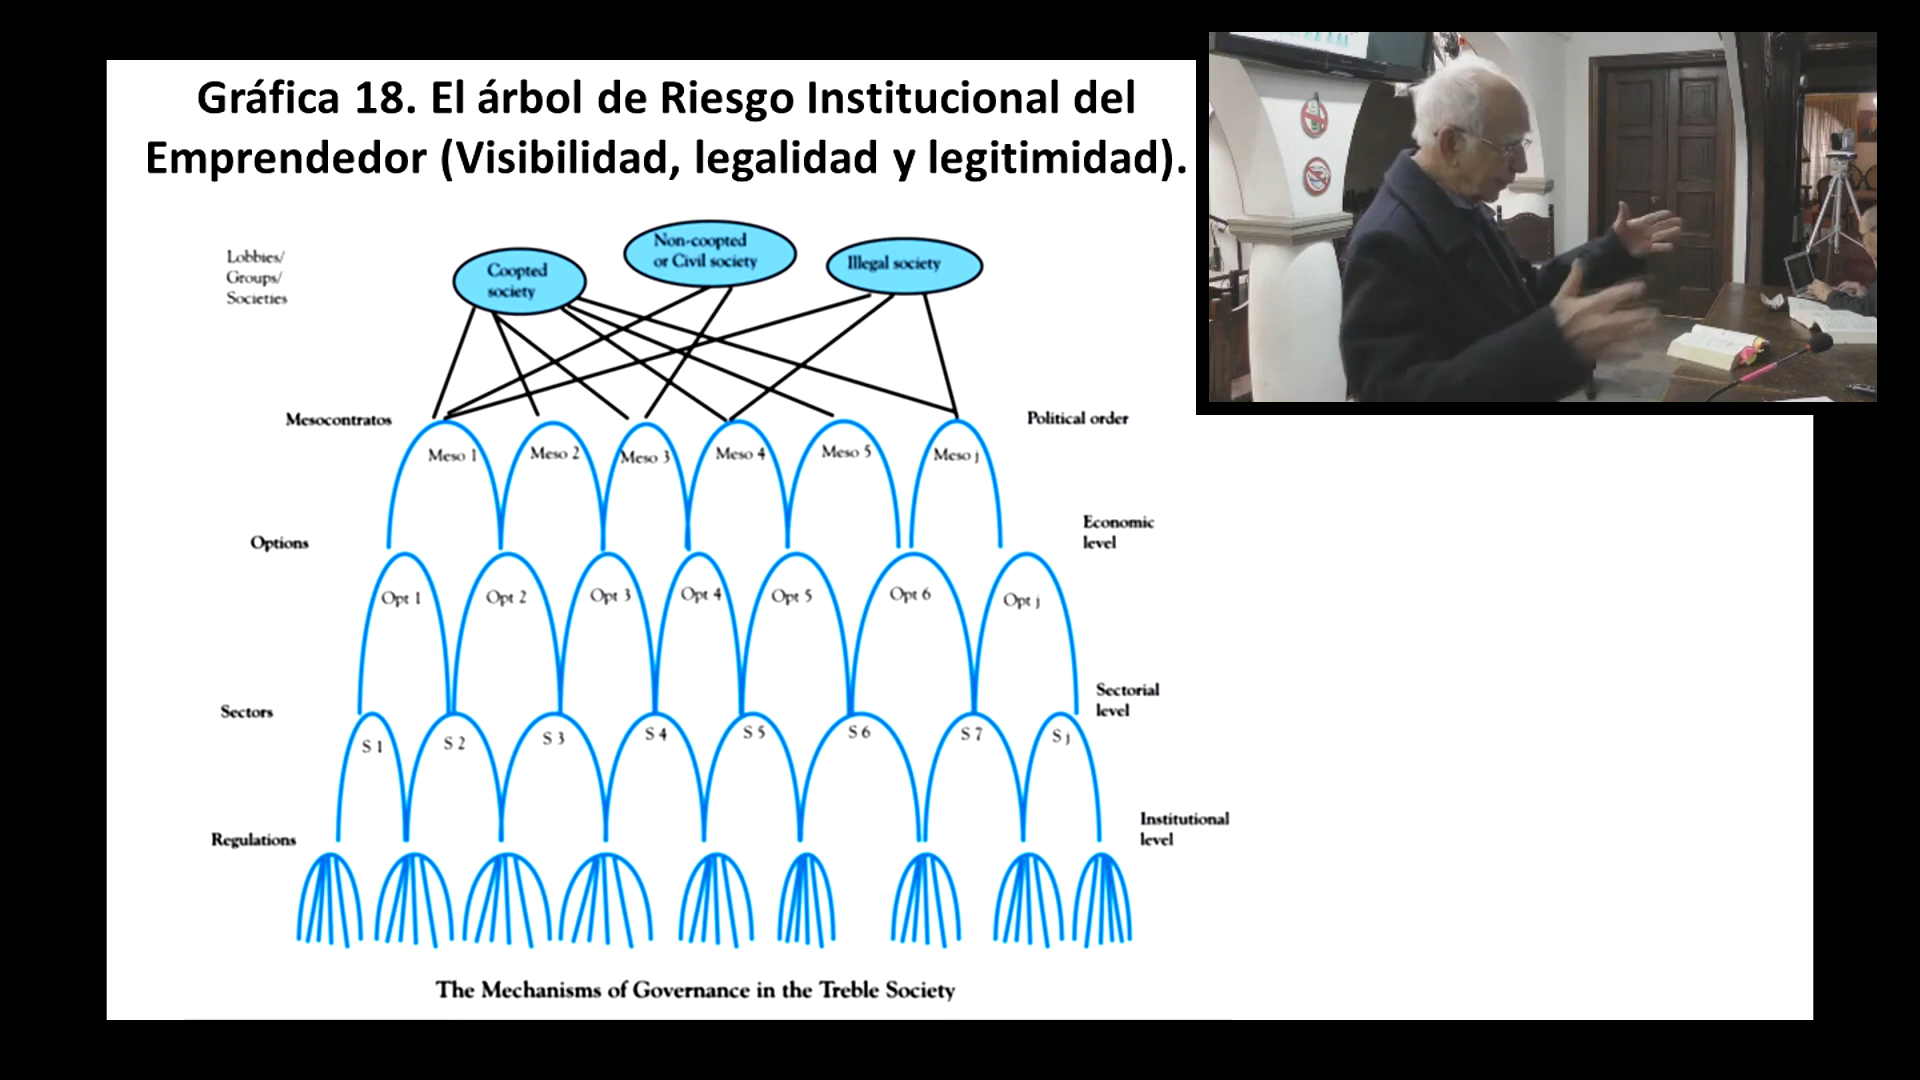 Gráfica 18. El árbol de Riesgo Institucional del
Emprendedor (Visibilidad, legalidad y legitimidad).
Lobbies/
Groups/
Societies
Coopted
society
Non-coopted
or Civil society
Illegal society
Mesocontratos
Political order
Meso 1
Meso 2
Meso 3
Meso 4
Meso 5
Meso j
Options
Economic
level
Opt 1
Opt 2
Opt 3
Opt 4
Opt 5
Opt 6
Opt j
Sectors
Sectorial
level
S 1
S 2
S 3
S 4
S 5
S 6
S 7
S j
Regulations
Institutional
level
The Mechanisms of Governance in the Treble Society